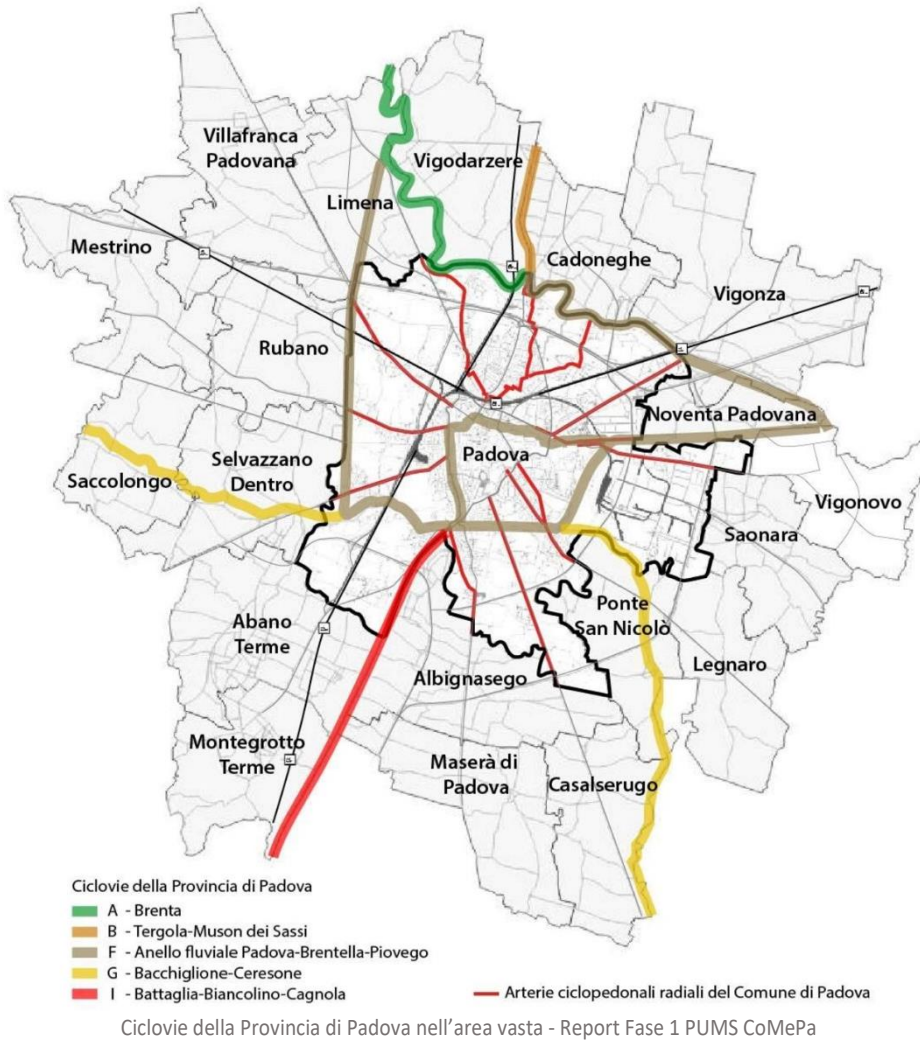 Villafranca
Padovana
Vigodarzere
Limena
Mestrino
Cadoneghe
Vigonza
Rubano
Noventa Padovana
Padova
Selvazzano
Dentro
Saccolongo
Vigonovo
Saonara
Ponte
San Nicolò
Abano
Terme
Legnaro
Albignasego
Montegrotto
Terme
Maserà di
Padova
Casalserugo
Ciclovie della Provincia di Padova
A - Brenta
B - Tergola-Muson dei Sassi
F - Anello fluviale Padova-Brentella-Piovego
G - Bacchiglione-Ceresone
I - Battaglia-Biancolino-Cagnola
Arterie ciclopedonali radiali del Comune di Padova
Ciclovie della Provincia di Padova nell'area vasta - Report Fase 1 PUMS CoMePa